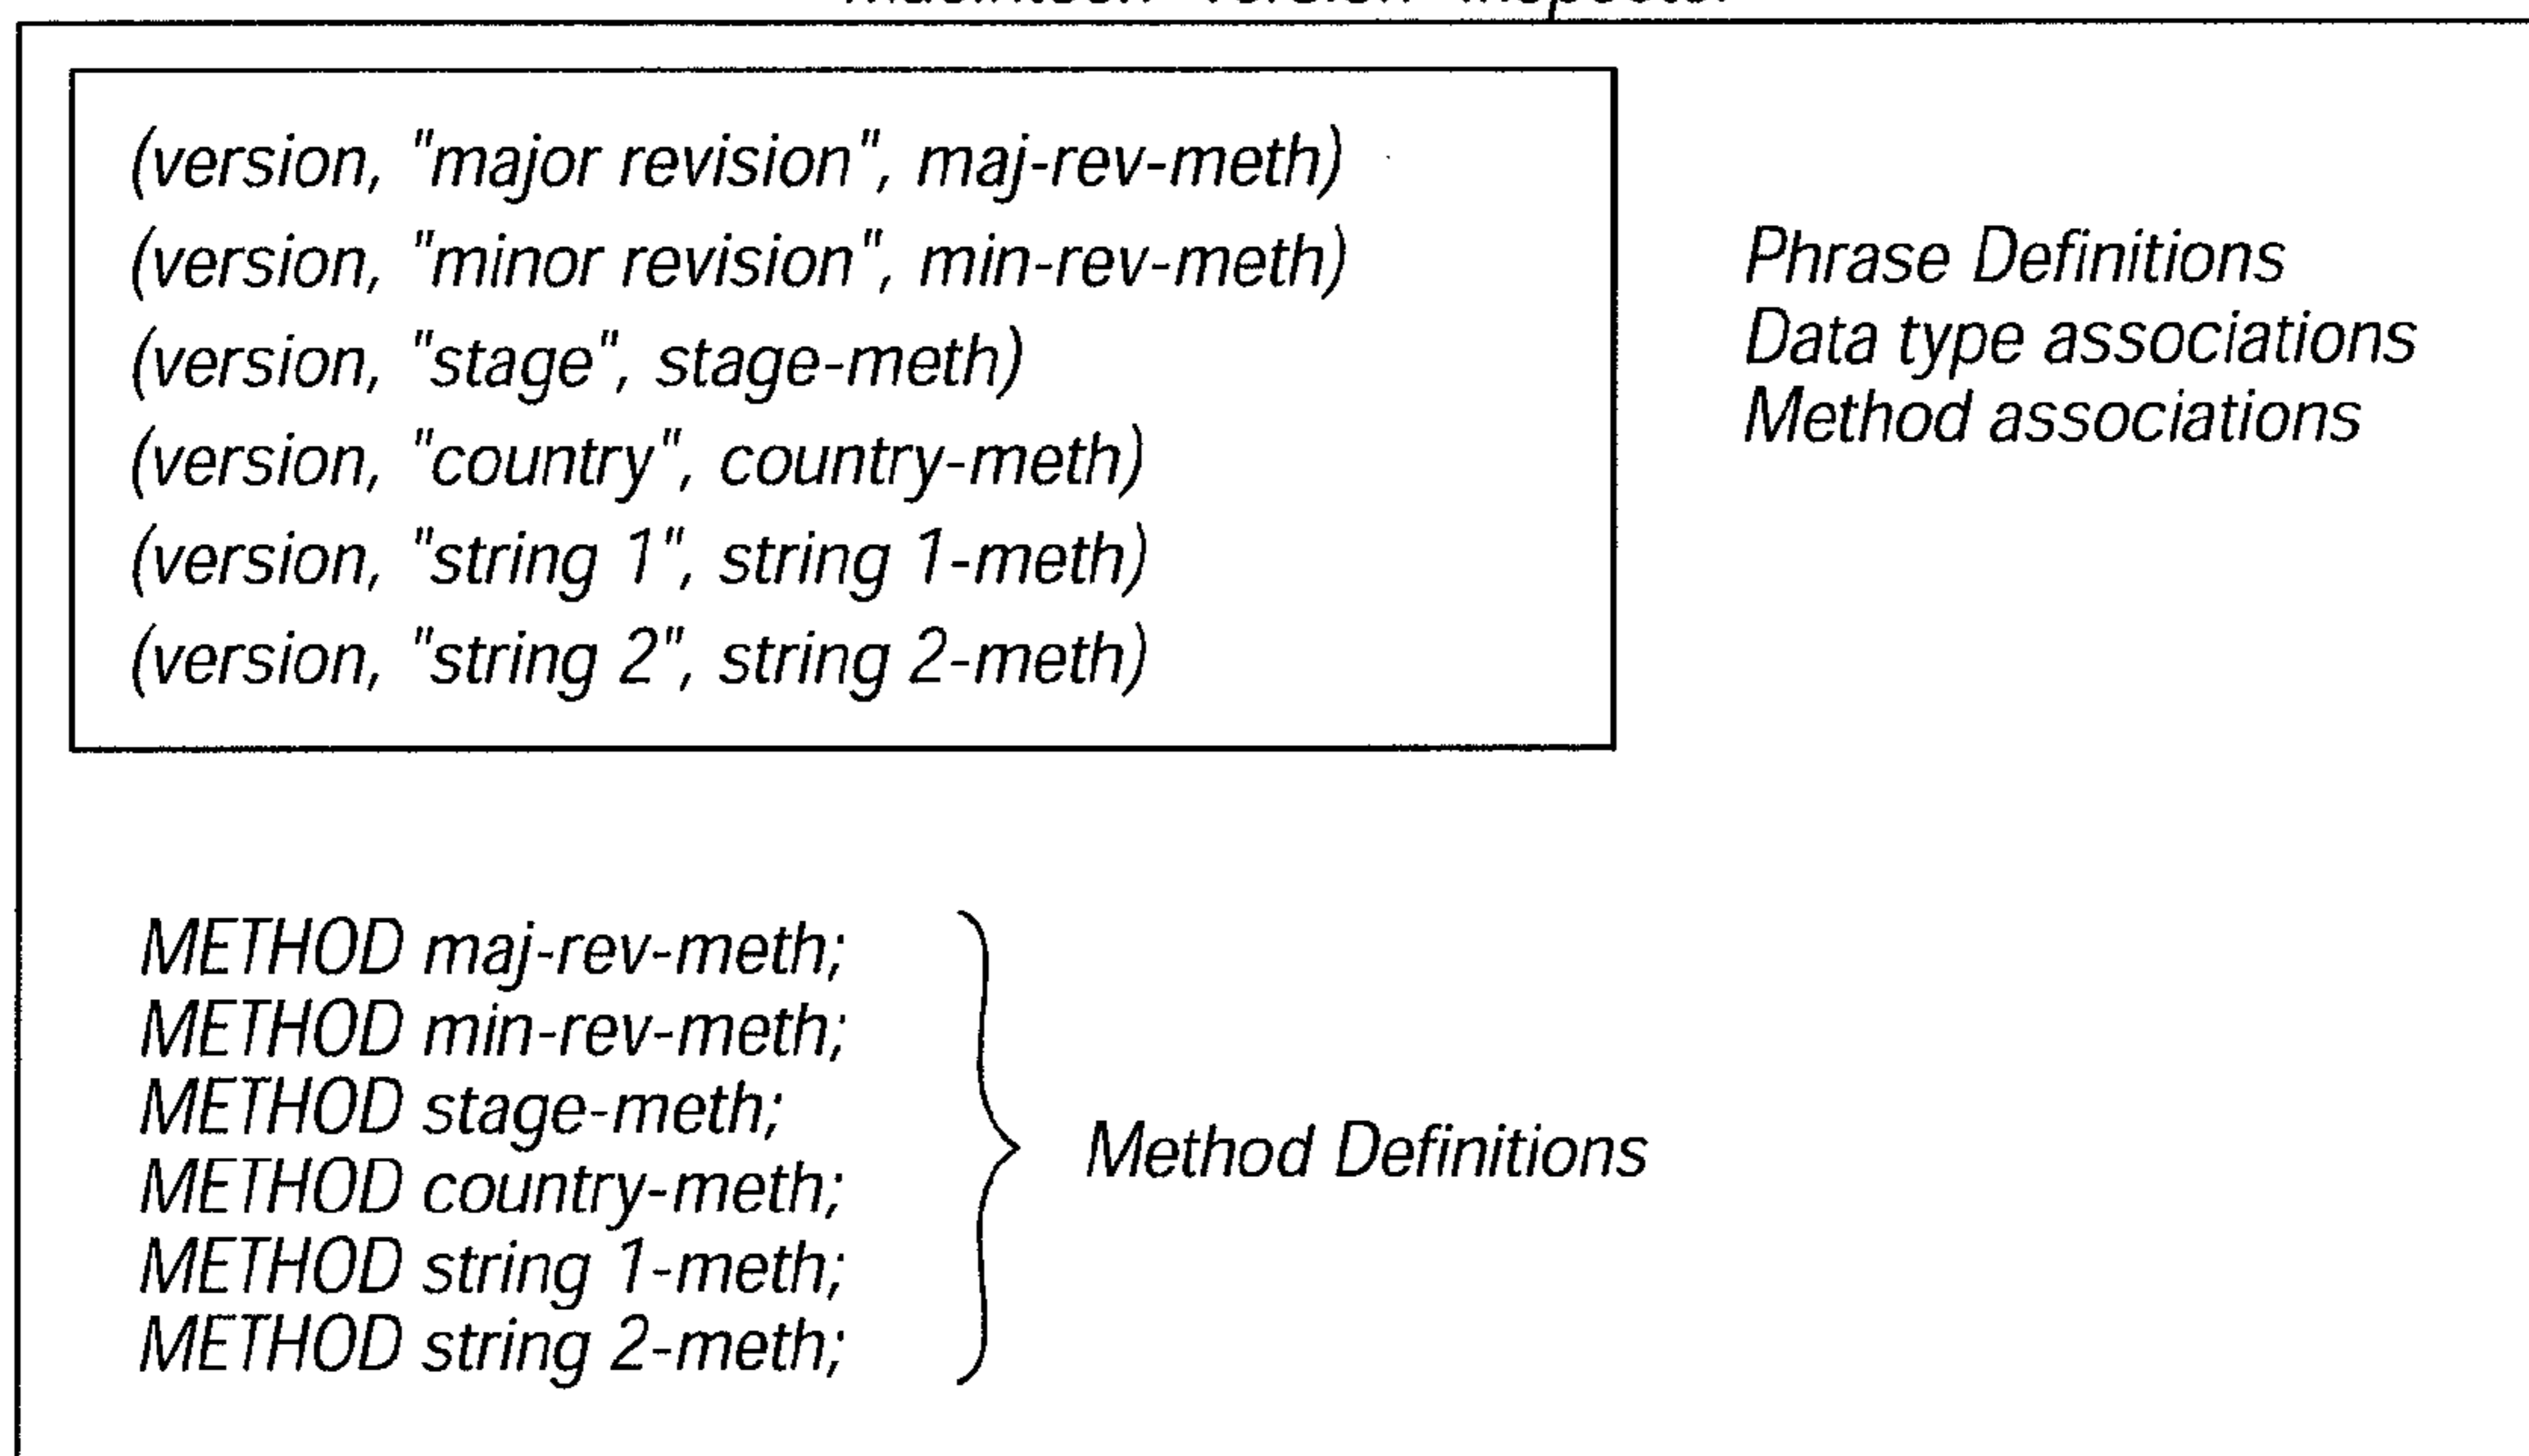 (version, "major revision", maj-rev-meth)
(version, "minor revision", min-rev-meth)
(version, "stage", stage-meth)
(version, "country", country-meth)
(version, "string 1", string 1-meth)
(version, "string 2", string 2-meth)
Phrase Definitions
Data type associations
Method associations
METHOD maj-rev-meth;
METHOD min-rev-meth;
METHOD stage-meth;
METHOD country-meth;
METHOD string 1-meth;
METHOD string 2-meth;
Method Definitions